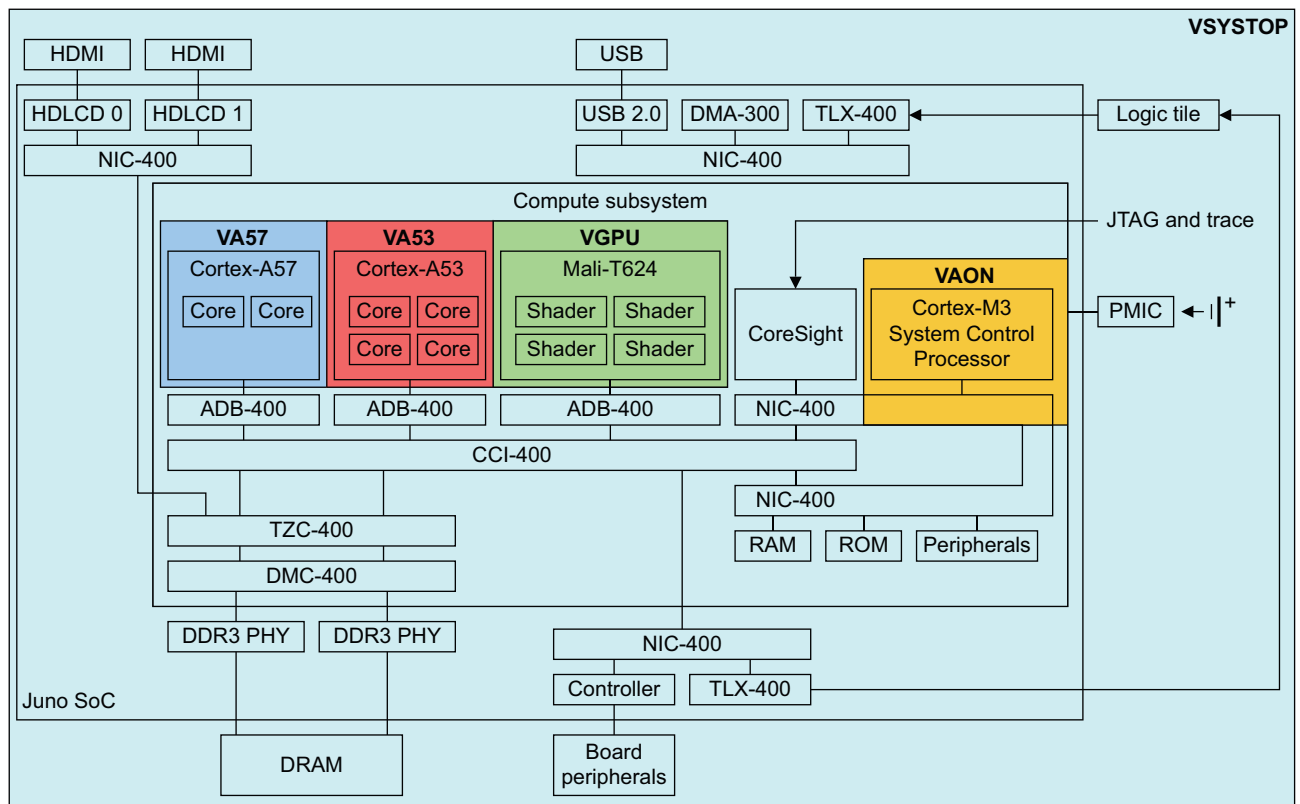 VSYSTOP
HDMI HDMI USB
HDLCD 0 HDLCD 1 USB 2.0 DMA-300 TLX-400 Logic tile
NIC-400 NIC-400
Compute subsystem
JTAG and trace
VA57 VA53 VGPU
Cortex-A57 Cortex-A53 Mali-T624
VAON
Core Core Core Core Shader Shader
Cortex-M3
System Control
Processor
PMIC +
CoreSight
Core Core Shader Shader
ADB-400 ADB-400 ADB-400 NIC-400
CCI-400
NIC-400
TZC-400
RAM ROM Peripherals
DMC-400
DDR3 PHY DDR3 PHY NIC-400
Controller TLX-400
Juno SoC
DRAM
Board
peripherals